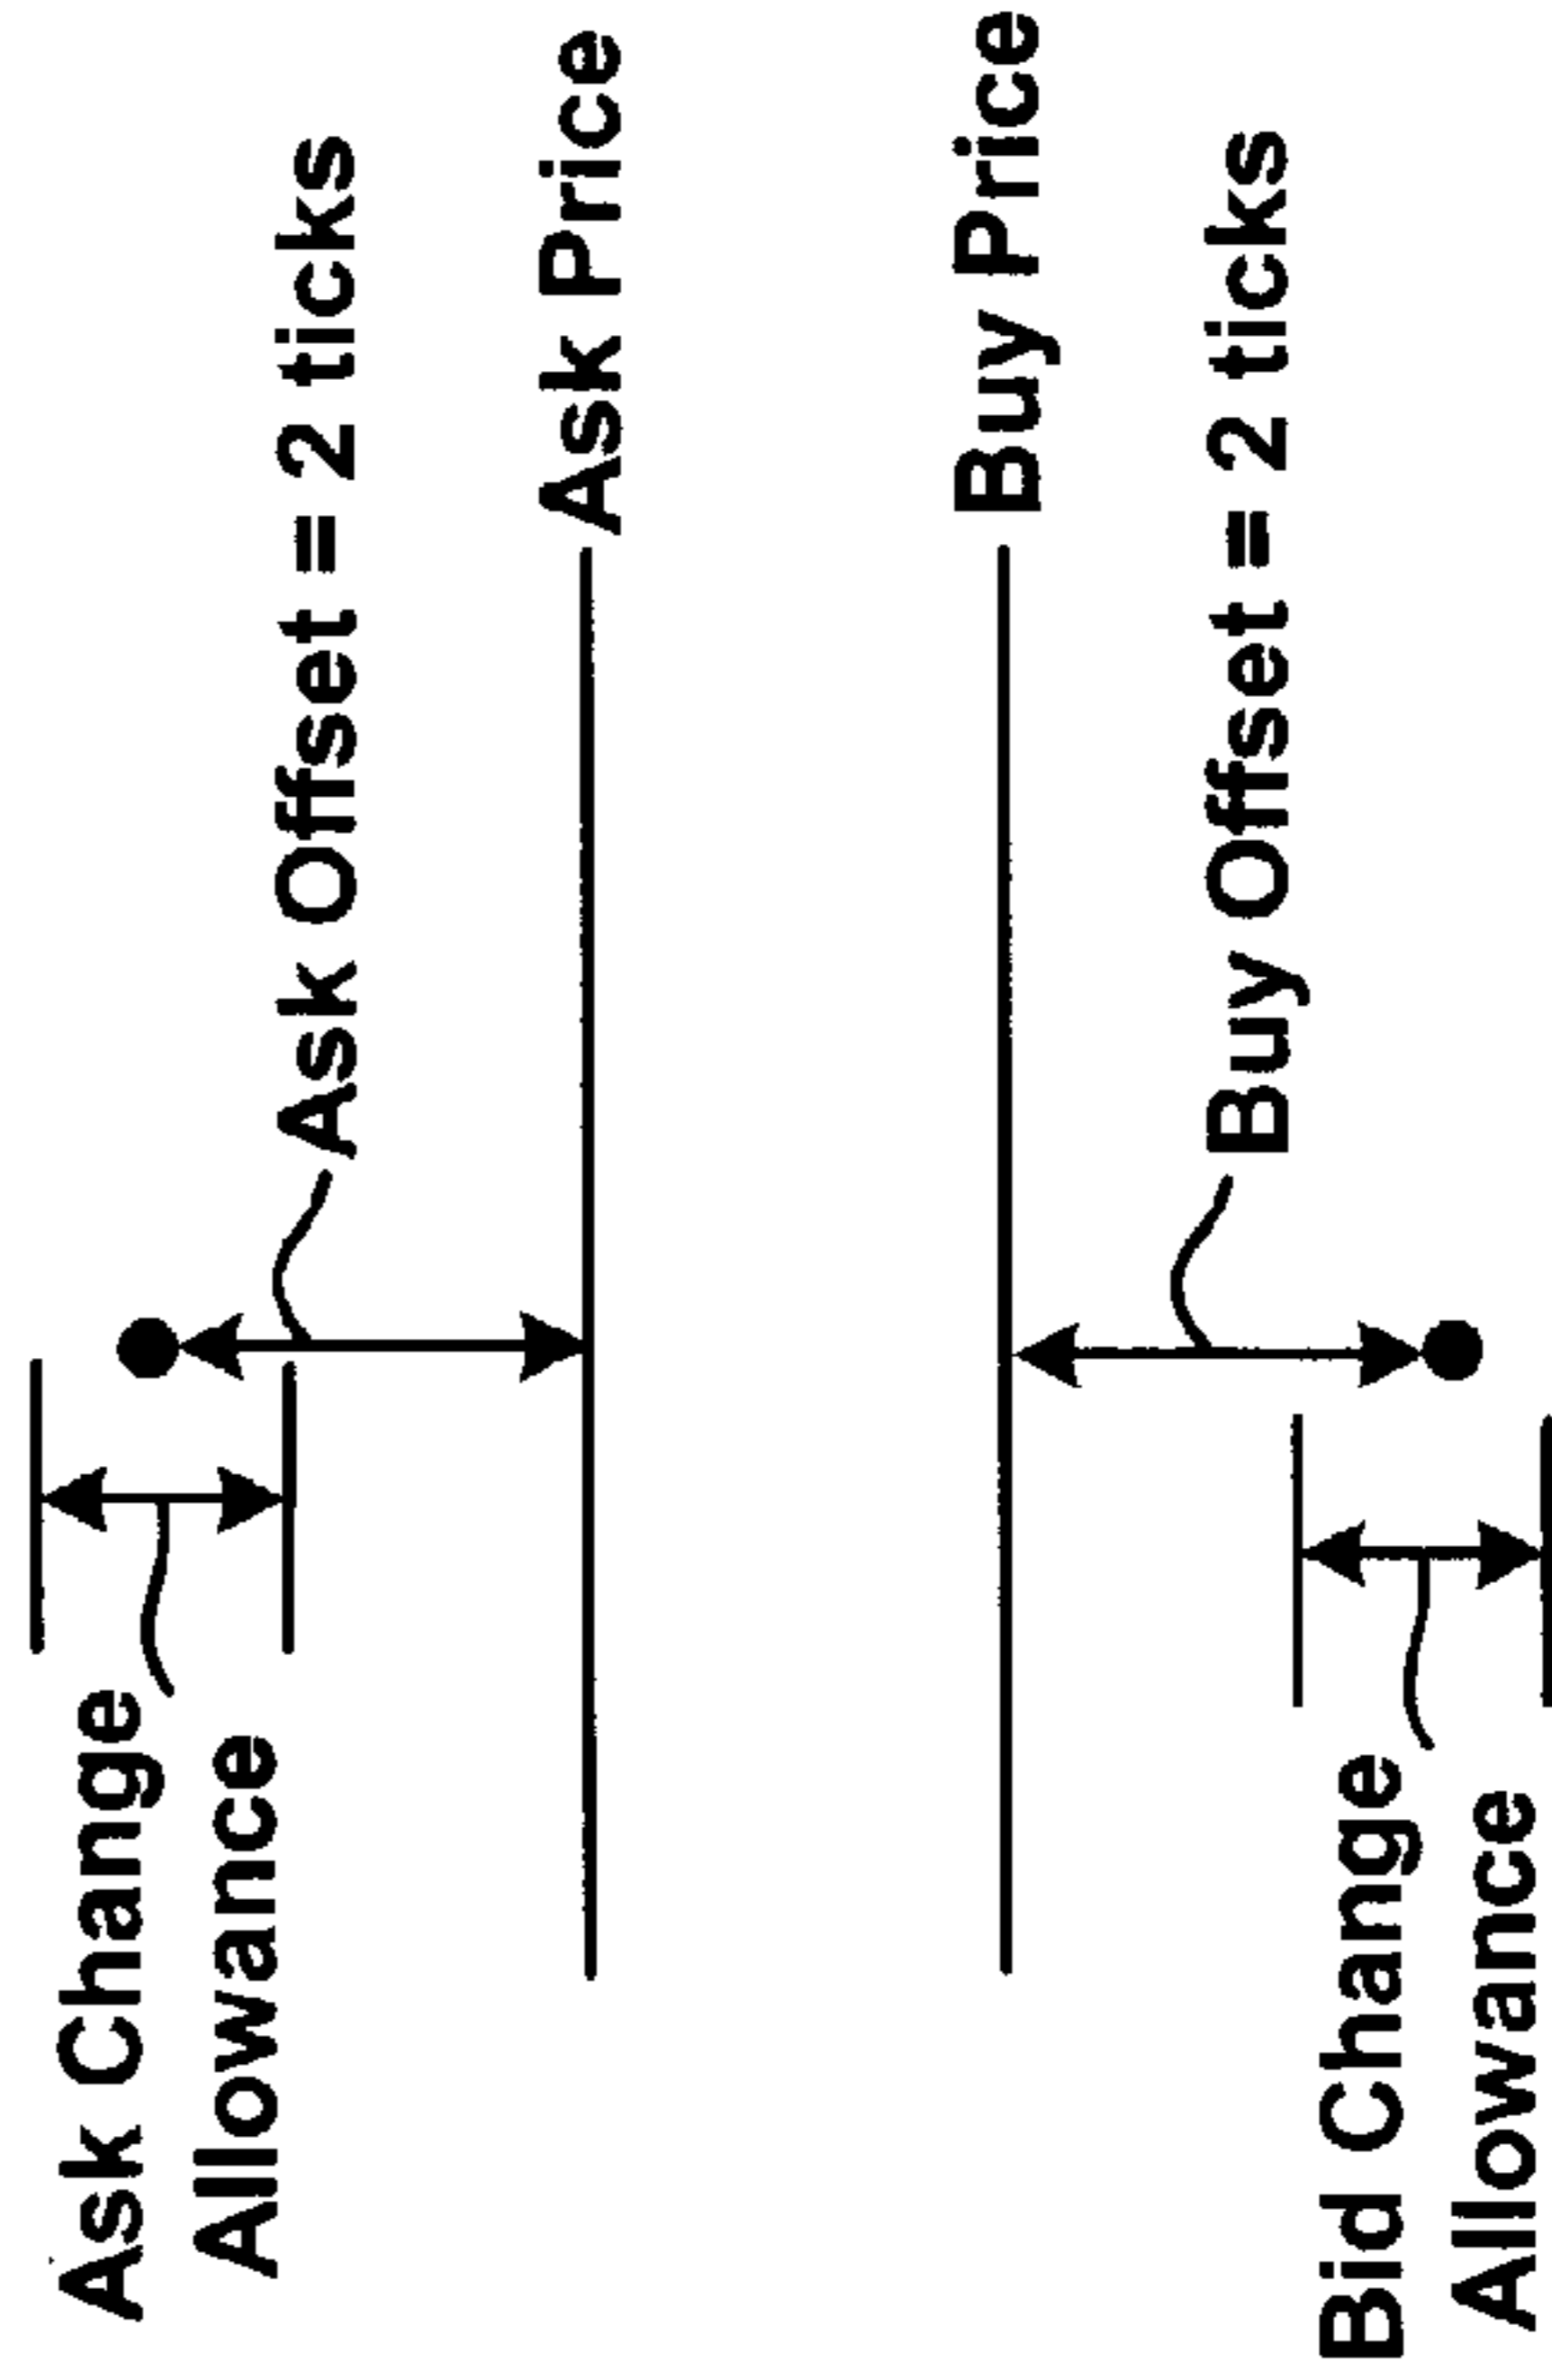 Ask Change
Allowance
Ask Offset = 2 ticks
Ask Price
Buy Price
Buy Offset = 2 ticks
Bid Change
Allowance